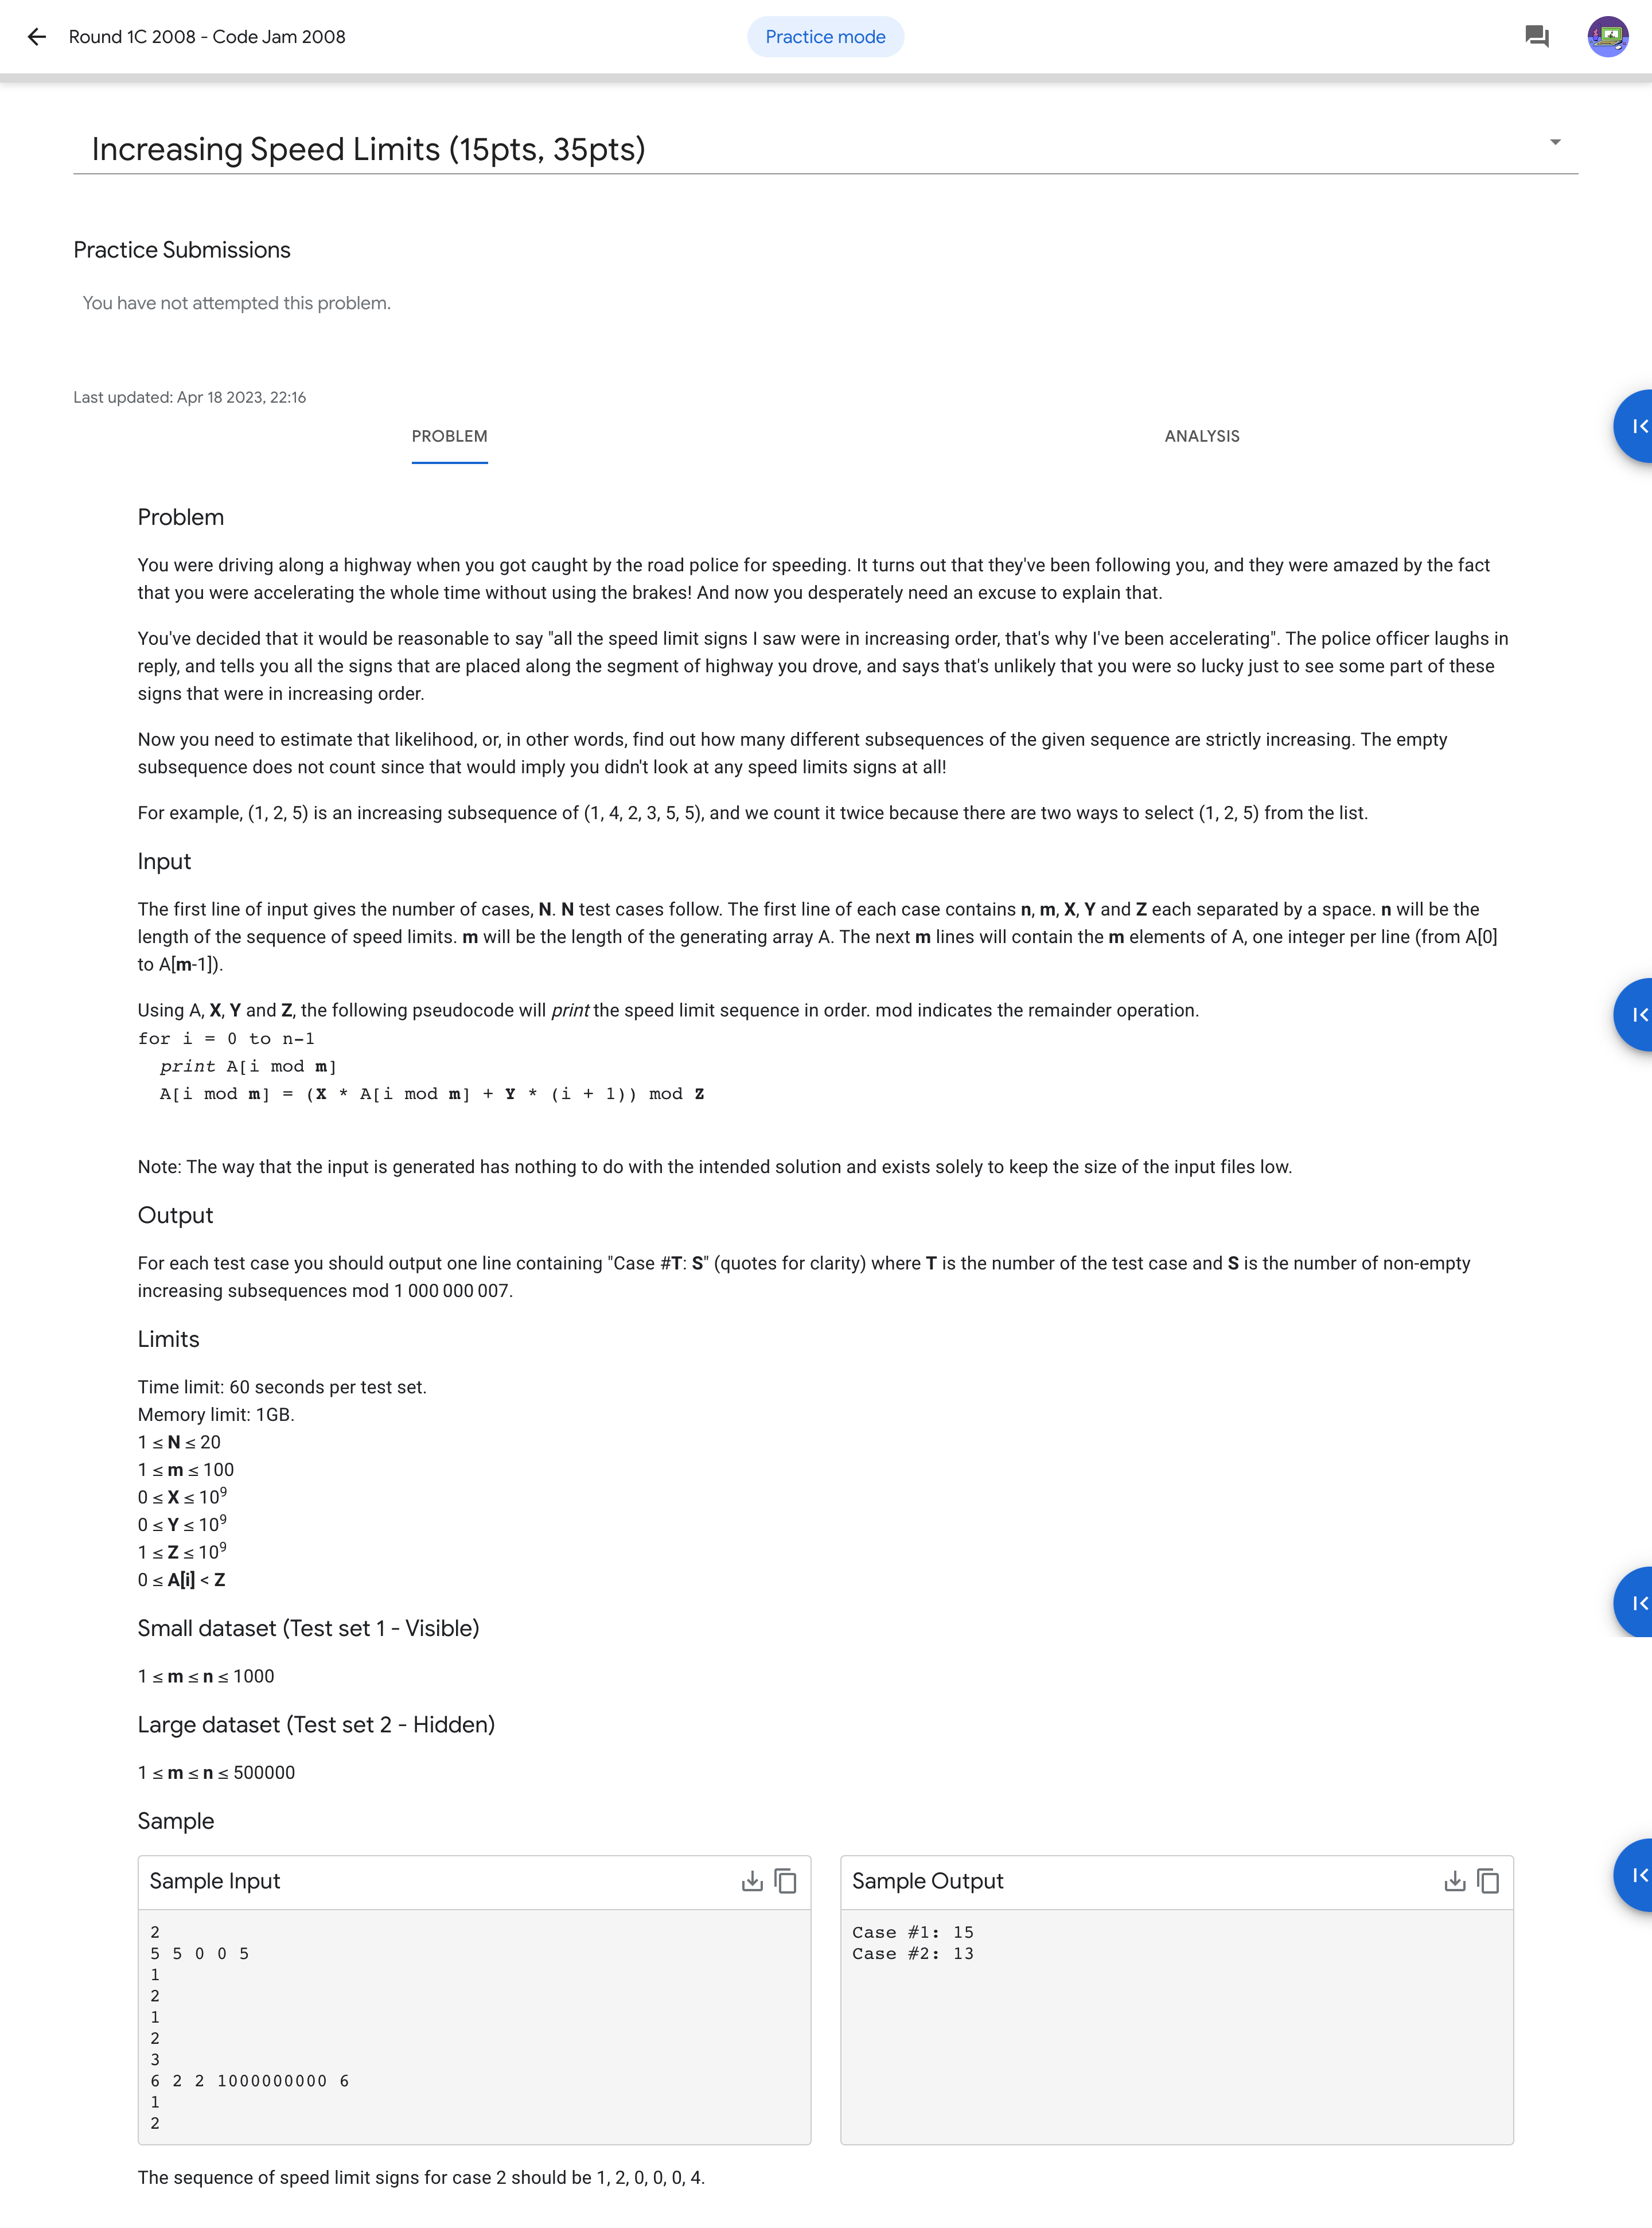 Round 1C 2008 - Code Jam 2008
Practice mode
Increasing Speed Limits (15pts, 35pts)
Practice Submissions
You have not attempted this problem.
Last updated: Apr 18 2023, 22:16
PROBLEM
ANALYSIS
Problem
You were driving along a highway when you got caught by the road police for speeding. It turns out that they've been following you, and they were amazed by the fact
that you were accelerating the whole time without using the brakes! And now you desperately need an excuse to explain that.
You've decided that it would be reasonable to say "all the speed limit signs I saw were in increasing order, that's why I've been accelerating". The police officer laughs in
reply, and tells you all the signs that are placed along the segment of highway you drove, and says that's unlikely that you were so lucky just to see some part of these
signs that were in increasing order.
Now you need to estimate that likelihood, or, in other words, find out how many different subsequences of the given sequence are strictly increasing. The empty
subsequence does not count since that would imply you didn't look at any speed limits signs at all!
For example, (1, 2, 5) is an increasing subsequence of (1, 4, 2, 3, 5, 5), and we count it twice because there are two ways to select (1, 2, 5) from the list.
Input
The first line of input gives the number of cases, N. N test cases follow. The first line of each case contains n, m, X, Y and Z each separated by a space. n will be the
length of the sequence of speed limits. m will be the length of the generating array A. The next m lines will contain the m elements of A, one integer per line (from A[0]
to A[m-1]).
Using A, X, Y and Z, the following pseudocode will print the speed limit sequence in order. mod indicates the remainder operation.
for i = 0 to n-1
print A[i mod m]
A[i mod m] = (X * A[i mod m] + Y * (i + 1)) mod Z
Note: The way that the input is generated has nothing to do with the intended solution and exists solely to keep the size of the input files low.
Output
For each test case you should output one line containing "Case #T: S" (quotes for clarity) where T is the number of the test case and S is the number of non-empty
increasing subsequences mod 1 000 000 007.
Limits
Time limit: 60 seconds per test set.
Memory limit: 1GB.
1 ≤ N ≤ 20
1 ≤ m ≤ 100
0 ≤ X ≤ 10⁹
0 ≤ Y ≤ 10⁹
1 ≤ Z ≤ 10⁹
0 ≤ A[i] < Z
Small dataset (Test set 1 - Visible)
1 ≤ m ≤ n ≤ 1000
Large dataset (Test set 2 - Hidden)
1 ≤ m ≤ n ≤ 500000
Sample
Sample Input
2
5 5 0 0 5
1
2
1
2
3
6 2 2 1000000000 6
1
2
Sample Output
Case #1: 15
Case #2: 13
The sequence of speed limit signs for case 2 should be 1, 2, 0, 0, 0, 4.